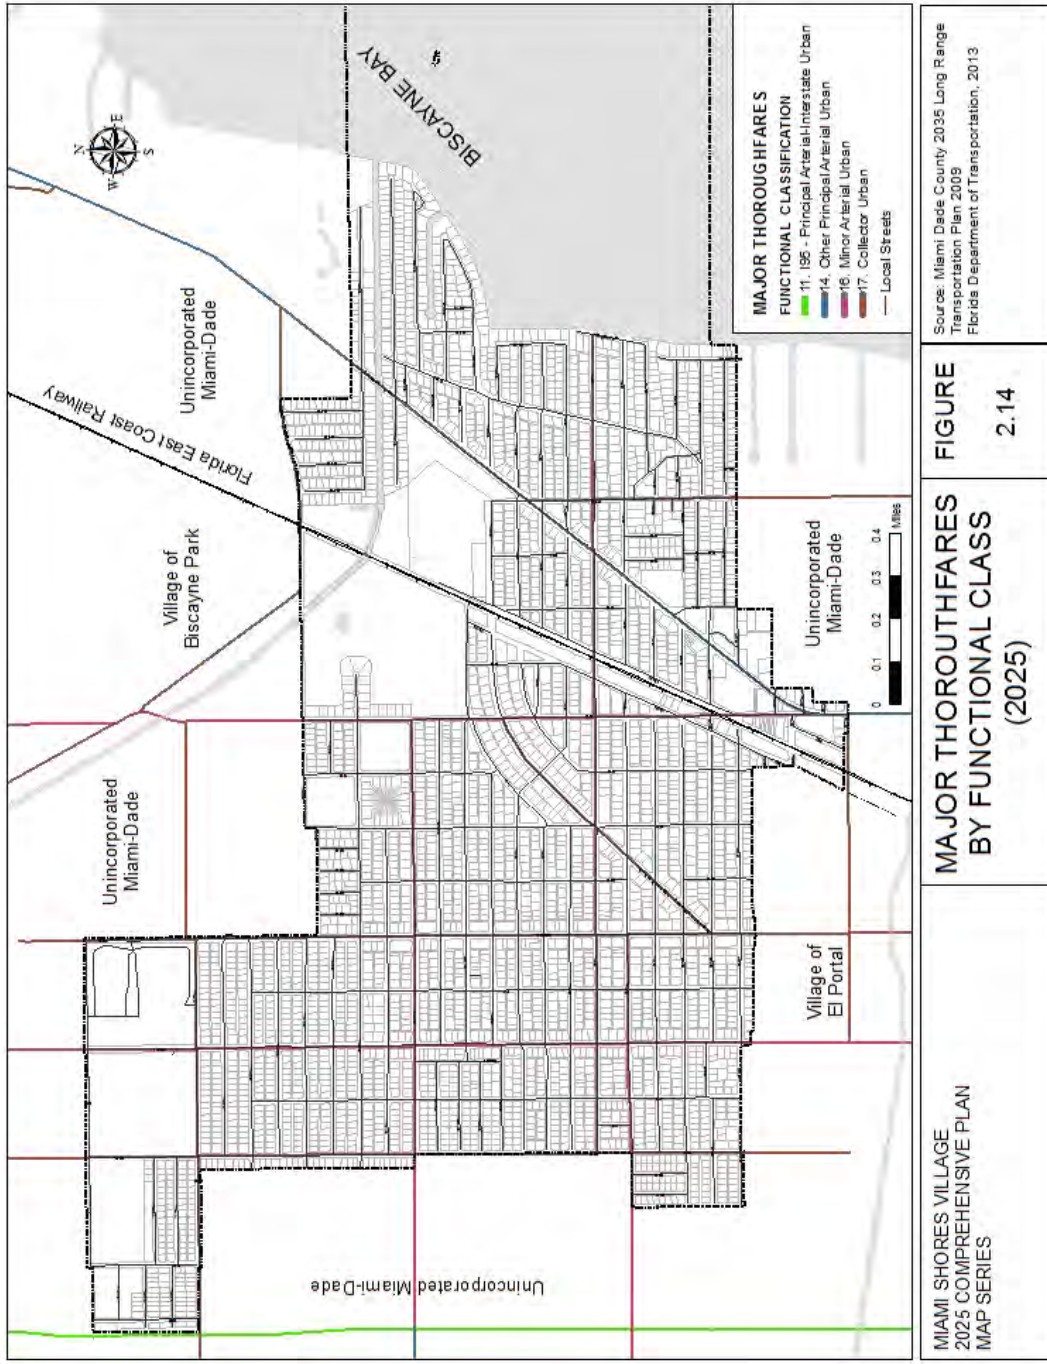 N
W
E
S
BISCAYNE BAY
Florida East Coast Railway
Unincorporated
Miami-Dade
Village of
Biscayne Park
Unincorporated
Miami-Dade
Unincorporated
Miami-Dade
Village of
El Portal
Unincorporated Miami-Dade
0 0.1 0.2 0.3 0.4
Miles
MAJOR THOROUGHFARES
FUNCTIONAL CLASSIFICATION
11. I95 - Principal Arterial-Interstate Urban
14. Other Principal Arterial Urban
16. Minor Arterial Urban
17. Collector Urban
Local Streets
MIAMI SHORES VILLAGE
2025 COMPREHENSIVE PLAN
MAP SERIES
MAJOR THOROUTHFARES
BY FUNCTIONAL CLASS
(2025)
FIGURE
2.14
Source: Miami Dade County 2035 Long Range
Transportation Plan 2009
Florida Department of Transportation, 2013